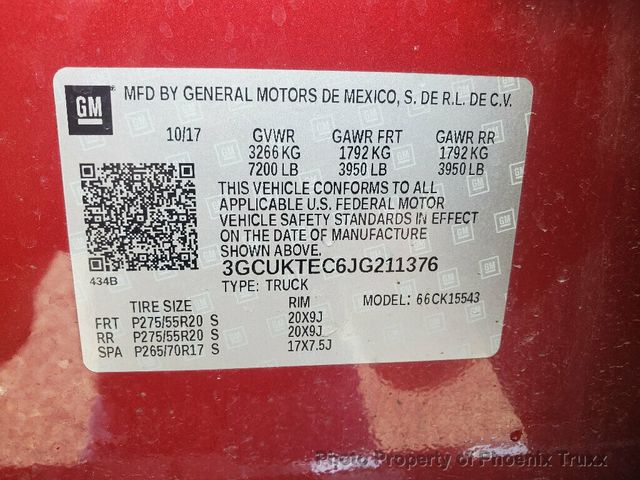 GM MFD BY GENERAL MOTORS DE MEXICO, S. DE R.L. DE C.V.
10/17 GVWR GAWR FRT GAWR RR
3266 KG 1792 KG 1792 KG
7200 LB 3950 LB 3950 LB
THIS VEHICLE CONFORMS TO ALL
APPLICABLE U.S. FEDERAL MOTOR
VEHICLE SAFETY STANDARDS IN EFFECT
ON THE DATE OF MANUFACTURE
SHOWN ABOVE.
434B 3GCUKTEC6JG211376
TYPE: TRUCK MODEL: 66CK15543
TIRE SIZE RIM
FRT P275/55R20 S 20X9J
RR P275/55R20 S 20X9J
SPA P265/70R17 S 17X7.5J
Photo Property of Phoenix Truxx